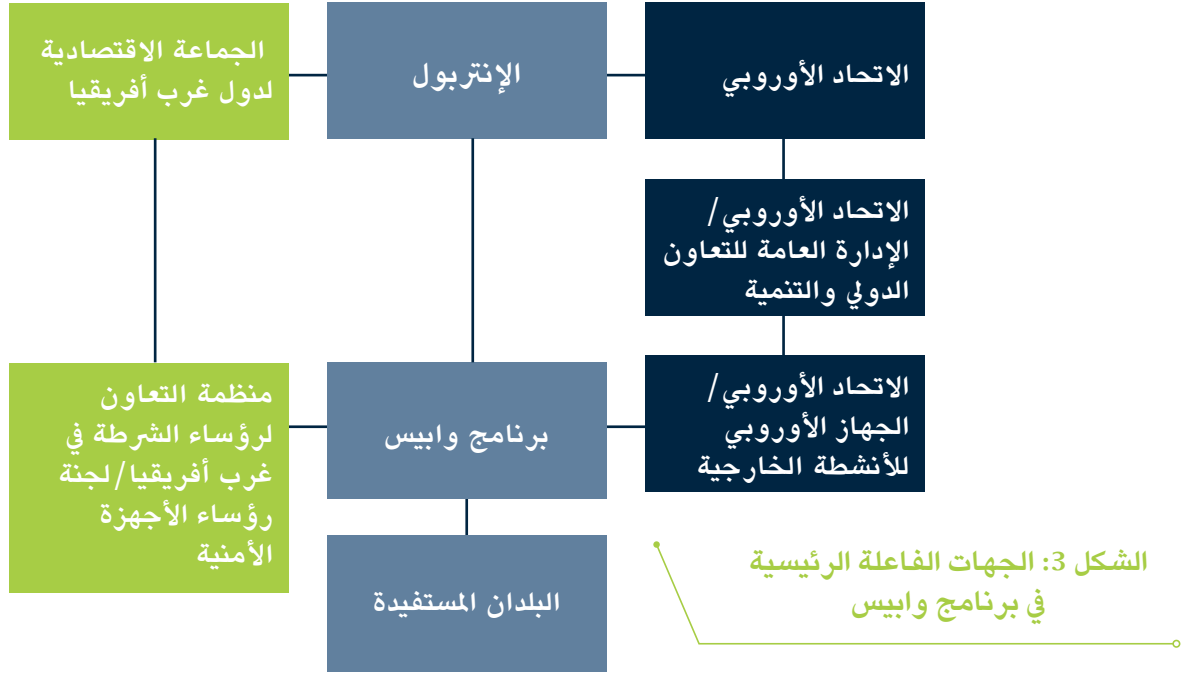 الاتحاد الأوروبي
الإنتربول
الجماعة الاقتصادية
لدول غرب أفريقيا
الاتحاد الأوروبي/
الإدارة العامة للتعاون
الدولي والتنمية
الاتحاد الأوروبي/
الجهاز الأوروبي
للأنشطة الخارجية
برنامج وابيس
منظمة التعاون
لرؤساء الشرطة في
غرب أفريقيا/لجنة
رؤساء الأجهزة
الأمنية
البلدان المستفيدة
الشكل 3: الجهات الفاعلة الرئيسية
في برنامج وابيس